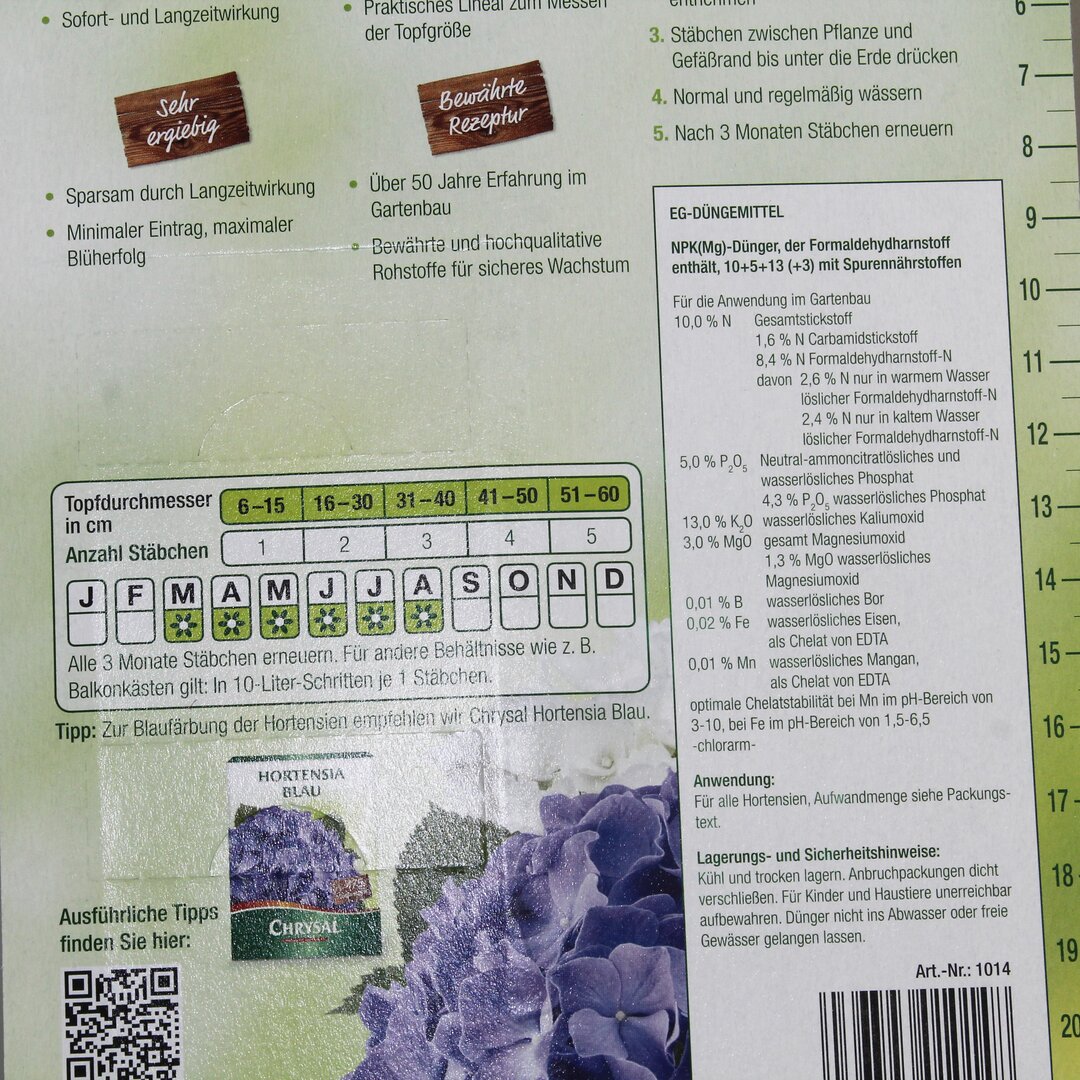 • Sofort- und Langzeitwirkung
• Praktisches Lineal zum Messen
der Topfgröße
Sehr
ergiebig
Bewährte
Rezeptur
• Sparsam durch Langzeitwirkung
• Minimaler Eintrag, maximaler
Blüherfolg
• Über 50 Jahre Erfahrung im
Gartenbau
• Bewährte und hochqualitative
Rohstoffe für sicheres Wachstum
entnehmen
3. Stäbchen zwischen Pflanze und
Gefäßrand bis unter die Erde drücken
4. Normal und regelmäßig wässern
5. Nach 3 Monaten Stäbchen erneuern
EG-DÜNGEMITTEL
NPK(Mg)-Dünger, der Formaldehydharnstoff
enthält, 10+5+13 (+3) mit Spurennährstoffen
Für die Anwendung im Gartenbau
10,0 % N Gesamtstickstoff
1,6 % N Carbamidstickstoff
8,4 % N Formaldehydharnstoff-N
davon 2,6 % N nur in warmem Wasser
löslicher Formaldehydharnstoff-N
2,4 % N nur in kaltem Wasser
löslicher Formaldehydharnstoff-N
5,0 % P₂O₅ Neutral-ammoncitratlösliches und
wasserlösliches Phosphat
4,3 % P₂O₅ wasserlösliches Phosphat
13,0 % K₂O wasserlösliches Kaliumoxid
3,0 % MgO gesamt Magnesiumoxid
1,3 % MgO wasserlösliches
Magnesiumoxid
0,01 % B wasserlösliches Bor
0,02 % Fe wasserlösliches Eisen,
als Chelat von EDTA
0,01 % Mn wasserlösliches Mangan,
als Chelat von EDTA
optimale Chelatstabilität bei Mn im pH-Bereich von
3-10, bei Fe im pH-Bereich von 1,5-6,5
-chlorarm-
Anwendung:
Für alle Hortensien, Aufwandmenge siehe Packungs-
text.
Lagerungs- und Sicherheitshinweise:
Kühl und trocken lagern. Anbruchpackungen dicht
verschließen. Für Kinder und Haustiere unerreichbar
aufbewahren. Dünger nicht ins Abwasser oder freie
Gewässer gelangen lassen.
Art.-Nr.: 1014
Topfdurchmesser
in cm
6–15 16–30 31–40 41–50 51–60
Anzahl Stäbchen 1 2 3 4 5
J F M A M J J A S O N D
Alle 3 Monate Stäbchen erneuern. Für andere Behältnisse wie z. B.
Balkonkästen gilt: In 10-Liter-Schritten je 1 Stäbchen.
Tipp: Zur Blaufärbung der Hortensien empfehlen wir Chrysal Hortensia Blau.
HORTENSIA
BLAU
CHRYSAL
Ausführliche Tipps
finden Sie hier:
6
7
8
9
10
11
12
13
14
15
16
17
18
19
20